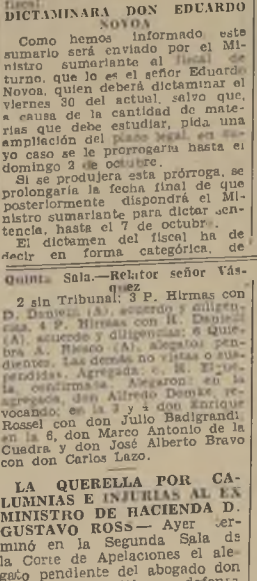 DICTAMINARA DON EDUARDO
NOVOA
Como hemos informado este
sumario será enviado por el Mi-
nistro sumariante al fiscal de
turno, que lo es el señor Eduardo
Novoa, quien deberá dictaminar el
viernes 30 del actual, salvo que,
a causa de la cantidad de mate-
rias que debe estudiar, pida una
ampliación del plazo legal, en cu-
yo caso se le prorrogaría hasta el
domingo 2 de octubre.
Si se produjera esta prórroga, se
prolongaría la fecha final de que
posteriormente dispondrá el Mi-
nistro sumariante para dictar sen-
tencia, hasta el 7 de octubre.
El dictamen del fiscal ha de
decir en forma categórica, de
Quinta Sala.—Relator señor Vás-
quez
2 sin Tribunal: 3 P. Hirmas con
D. Daniel (A), acuerdo y diligen-
cias, 4 P. Hirmas con H. Daniel
(A), acuerdo y diligencias; 6 Quie-
bra A. (A), alegatos pen-
dientes. Las demás no vistas o sus-
pendidas. Agregada: c. H.
confirmada. Alegaron: en la
agregada, don Alfredo re-
vocando; en la 3 y 4 don Enrique
Rossel con don Julio Badigrandi,
en la 6, don Marco Antonio de la
Cuadra y don José Alberto Bravo
con don Carlos Lazo.
LA QUERELLA POR CA-
LUMNIAS E INJURIAS AL EX
MINISTRO DE HACIENDA D.
GUSTAVO ROSS— Ayer ter-
minó en la Segunda Sala de
la Corte de Apelaciones el ale-
gato pendiente del abogado don